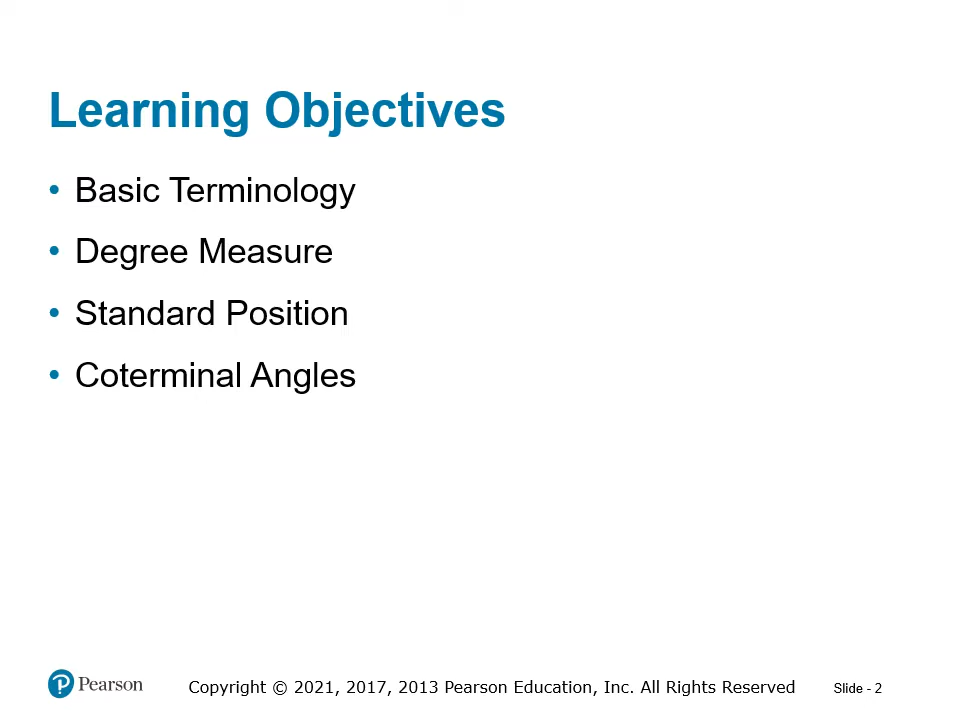 Learning Objectives
• Basic Terminology
• Degree Measure
• Standard Position
• Coterminal Angles
Pearson
Copyright © 2021, 2017, 2013 Pearson Education, Inc. All Rights Reserved
Slide - 2